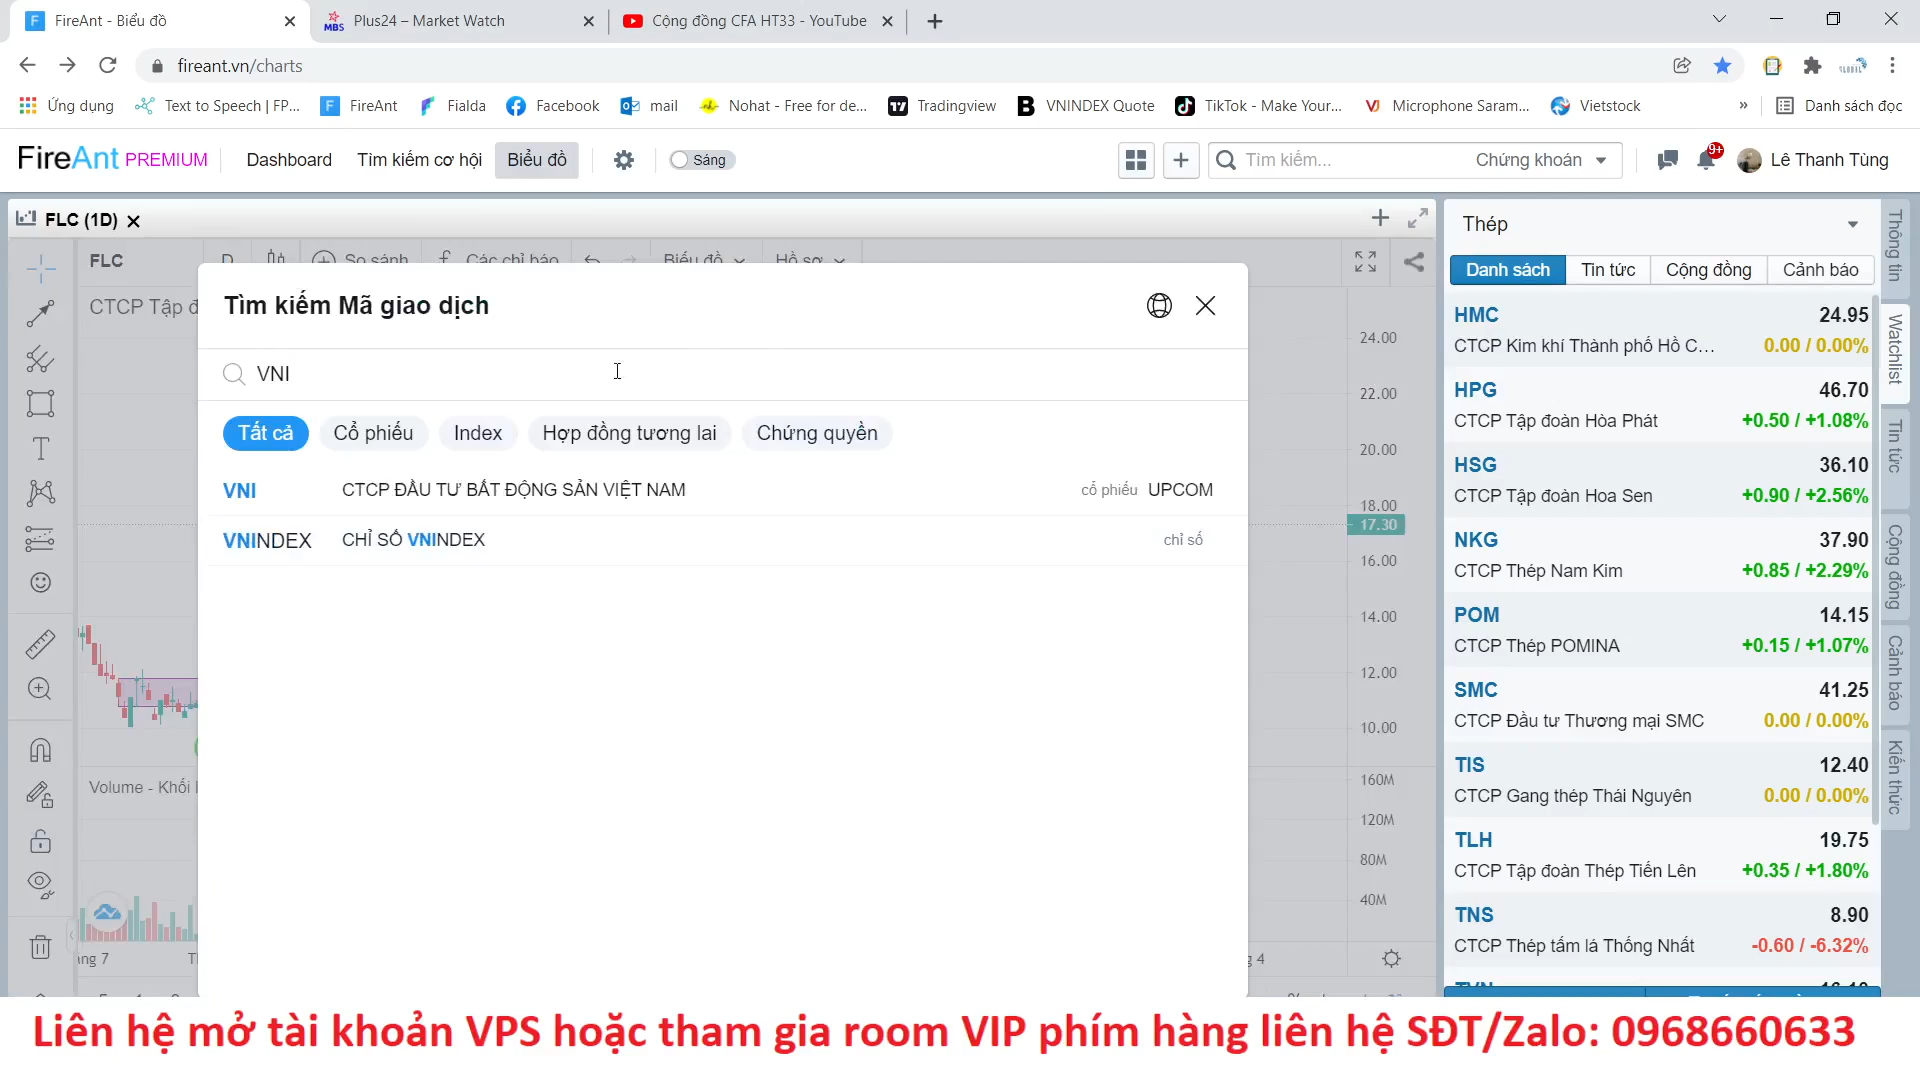 FireAnt - Biểu đồ
Plus24 – Market Watch
Cộng đồng CFA HT33 - YouTube
fireant.vn/charts
Ứng dụng
Text to Speech | FP...
FireAnt
Fialda
Facebook
mail
Nohat - Free for de...
Tradingview
VNINDEX Quote
TikTok - Make Your...
Microphone Saram...
Vietstock
»
Danh sách đọc
FireAnt PREMIUM
Dashboard
Tìm kiếm cơ hội
Biểu đồ
Sáng
Tìm kiếm...
Chứng khoán
9+
Lê Thanh Tùng
FLC (1D)
FLC
D
So sánh
Các chỉ báo
Biểu đồ
Hồ sơ
CTCP Tập đ
Tìm kiếm Mã giao dịch
VNI
Tất cả
Cổ phiếu
Index
Hợp đồng tương lai
Chứng quyền
VNI
CTCP ĐẦU TƯ BẤT ĐỘNG SẢN VIỆT NAM
cổ phiếu UPCOM
VNINDEX
CHỈ SỐ VNINDEX
chỉ số
24.00
22.00
20.00
18.00
17.30
16.00
14.00
12.00
10.00
160M
120M
80M
40M
Volume - Khối
áng 7
g 4
Thép
Danh sách
Tin tức
Cộng đồng
Cảnh báo
HMC 24.95
CTCP Kim khí Thành phố Hồ C... 0.00 / 0.00%
HPG 46.70
CTCP Tập đoàn Hòa Phát +0.50 / +1.08%
HSG 36.10
CTCP Tập đoàn Hoa Sen +0.90 / +2.56%
NKG 37.90
CTCP Thép Nam Kim +0.85 / +2.29%
POM 14.15
CTCP Thép POMINA +0.15 / +1.07%
SMC 41.25
CTCP Đầu tư Thương mại SMC 0.00 / 0.00%
TIS 12.40
CTCP Gang thép Thái Nguyên 0.00 / 0.00%
TLH 19.75
CTCP Tập đoàn Thép Tiến Lên +0.35 / +1.80%
TNS 8.90
CTCP Thép tấm lá Thống Nhất -0.60 / -6.32%
Thông tin
Watchlist
Tin tức
Cộng đồng
Cảnh báo
Kiến thức
Liên hệ mở tài khoản VPS hoặc tham gia room VIP phím hàng liên hệ SĐT/Zalo: 0968660633